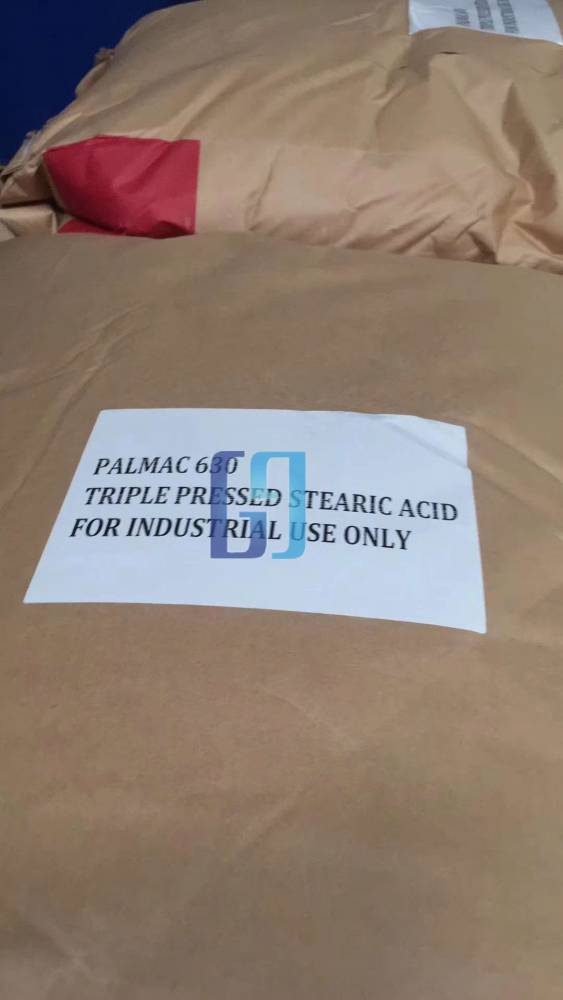 PALMAC 630
TRIPLE PRESSED STEARIC ACID
FOR INDUSTRIAL USE ONLY